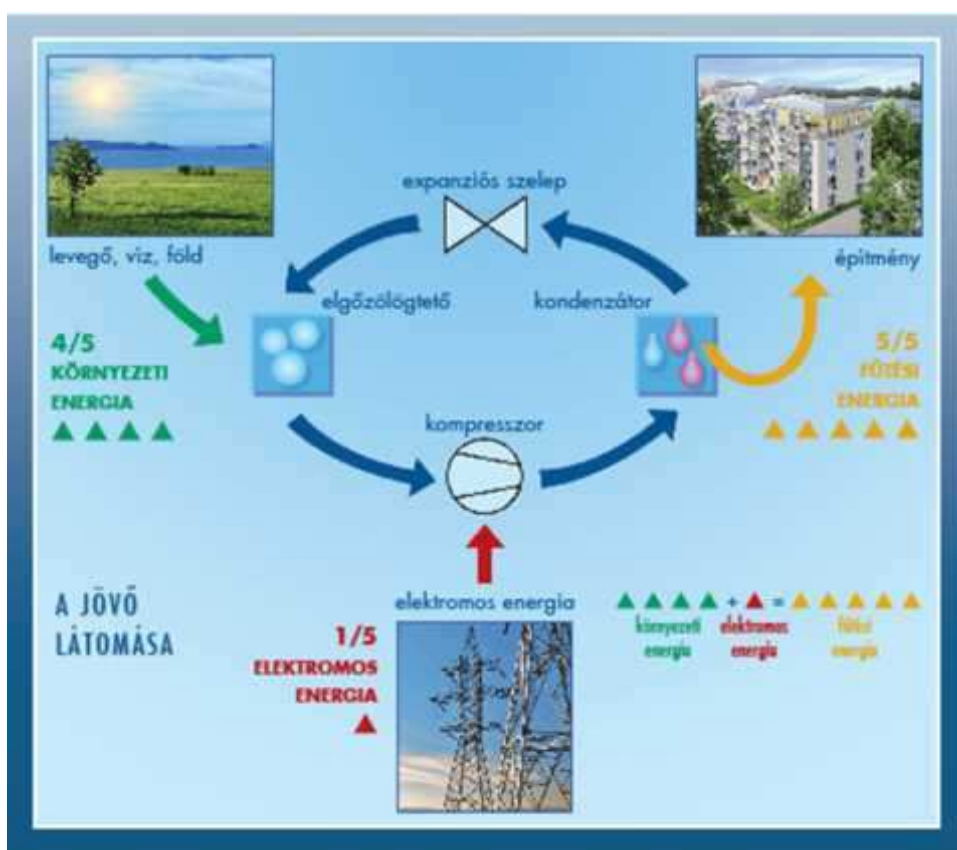 expanziós szelep
levegő, víz, föld
építmény
elgőzölögtető
kondenzátor
4/5
KÖRNYEZETI
ENERGIA
5/5
FŰTÉSI
ENERGIA
kompresszor
A JÖVŐ
LÁTOMÁSA
elektromos energia
1/5
ELEKTROMOS
ENERGIA
+ =
környezeti elektromos fűtési
energia energia energia